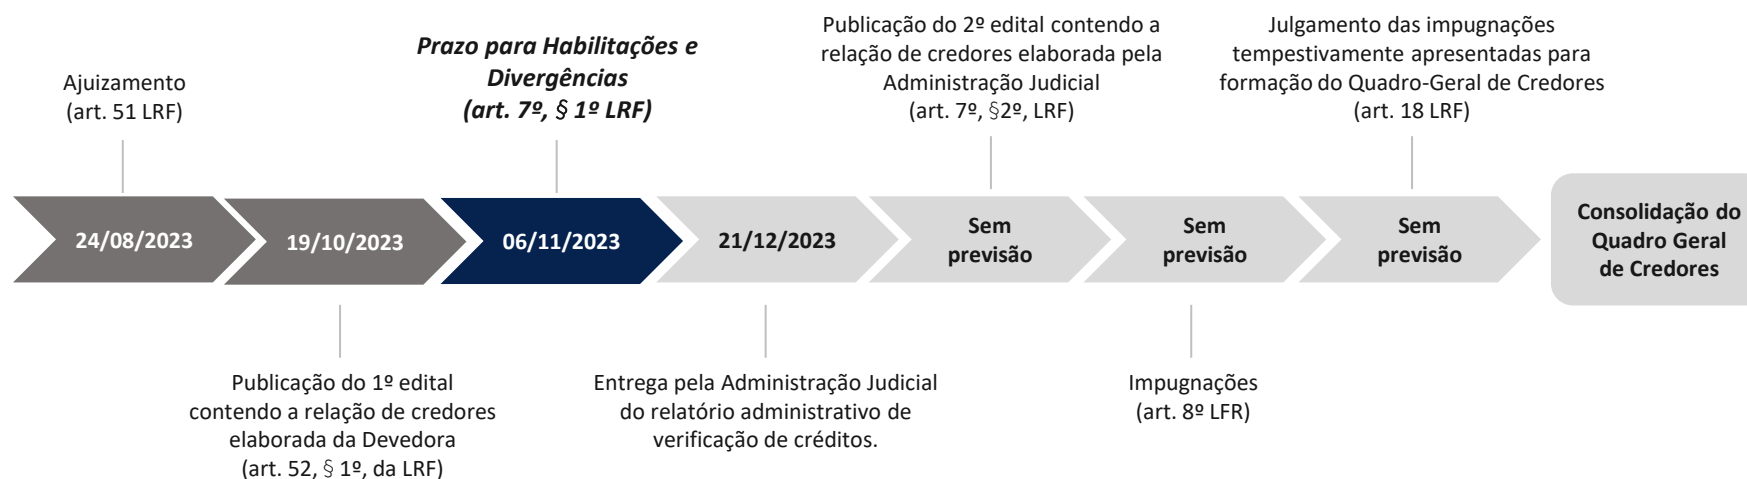 Ajuizamento
(art. 51 LRF)
Prazo para Habilitações e
Divergências
(art. 7º, § 1º LRF)
Publicação do 2º edital contendo a
relação de credores elaborada pela
Administração Judicial
(art. 7º, §2º, LRF)
Julgamento das impugnações
tempestivamente apresentadas para
formação do Quadro-Geral de Credores
(art. 18 LRF)
24/08/2023
19/10/2023
06/11/2023
21/12/2023
Sem
previsão
Sem
previsão
Sem
previsão
Consolidação do
Quadro Geral
de Credores
Publicação do 1º edital
contendo a relação de credores
elaborada da Devedora
(art. 52, § 1º, da LRF)
Entrega pela Administração Judicial
do relatório administrativo de
verificação de créditos.
Impugnações
(art. 8º LFR)